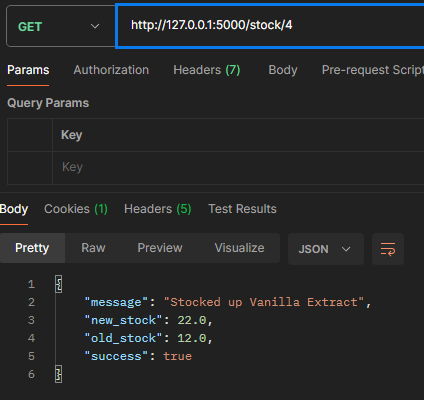 GET http://127.0.0.1:5000/stock/4
Params Authorization Headers (7) Body Pre-request Script
Query Params
Key
Key
Body Cookies (1) Headers (5) Test Results
Pretty Raw Preview Visualize JSON
1 {
2 "message": "Stocked up Vanilla Extract",
3 "new_stock": 22.0,
4 "old_stock": 12.0,
5 "success": true
6 }